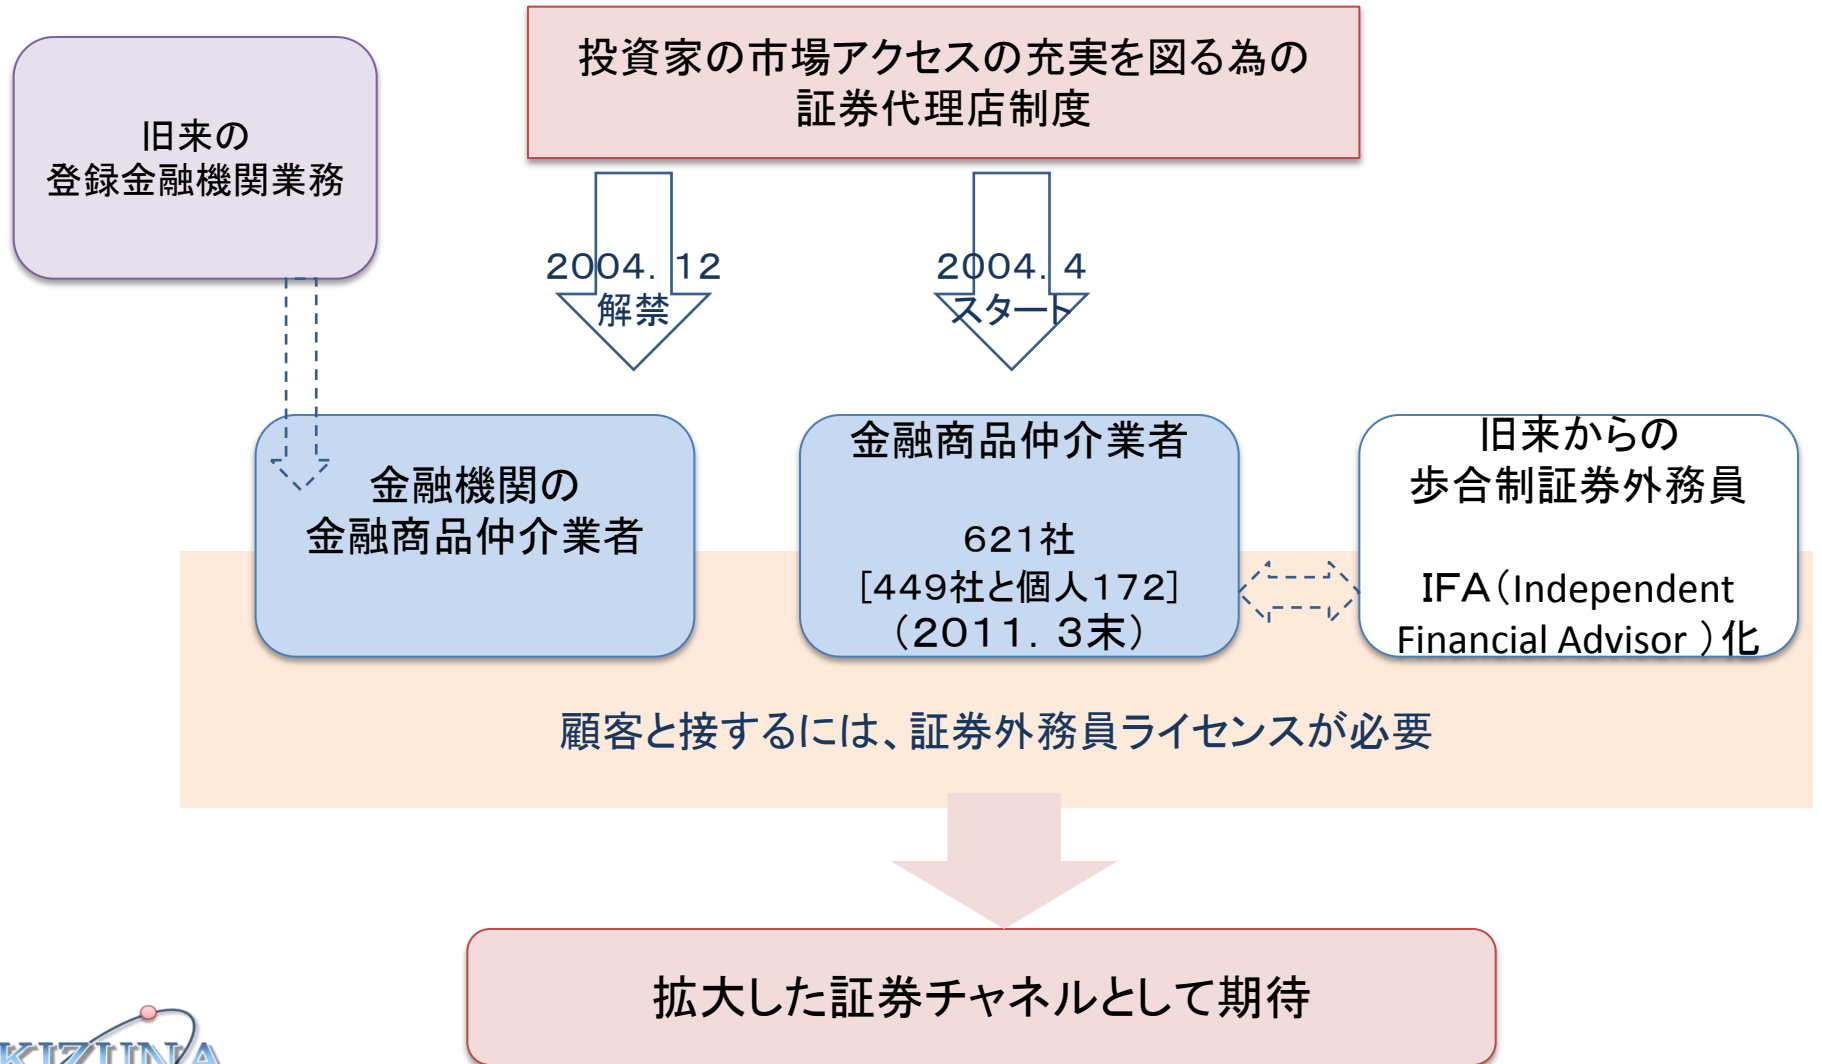 投資家の市場アクセスの充実を図る為の
証券代理店制度
旧来の
登録金融機関業務
2004．12
解禁
2004．4
スタート
金融機関の
金融商品仲介業者
金融商品仲介業者
621社
[449社と個人172]
（2011．3末）
旧来からの
歩合制証券外務員
IFA（Independent
Financial Advisor ）化
顧客と接するには、証券外務員ライセンスが必要
拡大した証券チャネルとして期待
KIZUNA